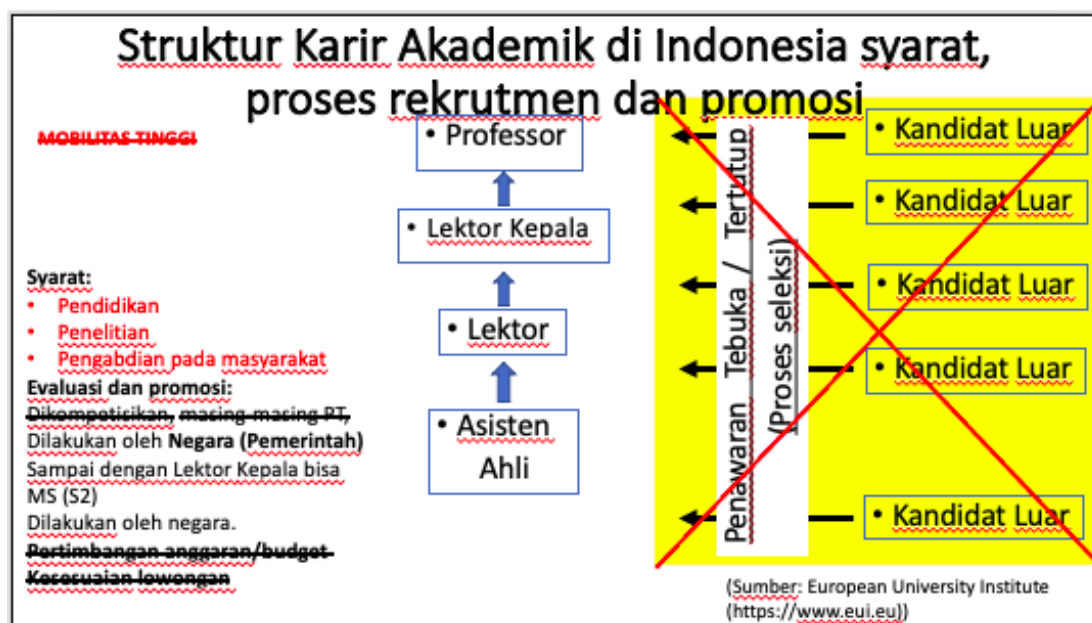 Struktur Karir Akademik di Indonesia syarat,
proses rekrutmen dan promosi
MOBILITAS TINGGI
Syarat:
• Pendidikan
• Penelitian
• Pengabdian pada masyarakat
Evaluasi dan promosi:
Dikompetisikan, masing-masing PT,
Dilakukan oleh Negara (Pemerintah)
Sampai dengan Lektor Kepala bisa
MS (S2)
Dilakukan oleh negara.
Pertimbangan anggaran/budget
Kesesuaian lowongan
• Professor
• Lektor Kepala
• Lektor
• Asisten
Ahli
Penawaran Tebuka / Tertutup
(Proses seleksi)
• Kandidat Luar
• Kandidat Luar
• Kandidat Luar
• Kandidat Luar
• Kandidat Luar
(Sumber: European University Institute
(https://www.eui.eu))